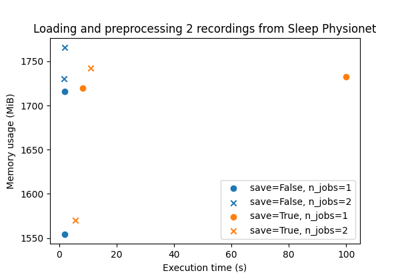 Loading and preprocessing 2 recordings from Sleep Physionet
1750
1700
1650
1600
1550
Memory usage (MiB)
save=False, n_jobs=1
save=False, n_jobs=2
save=True, n_jobs=1
save=True, n_jobs=2
0 20 40 60 80 100
Execution time (s)